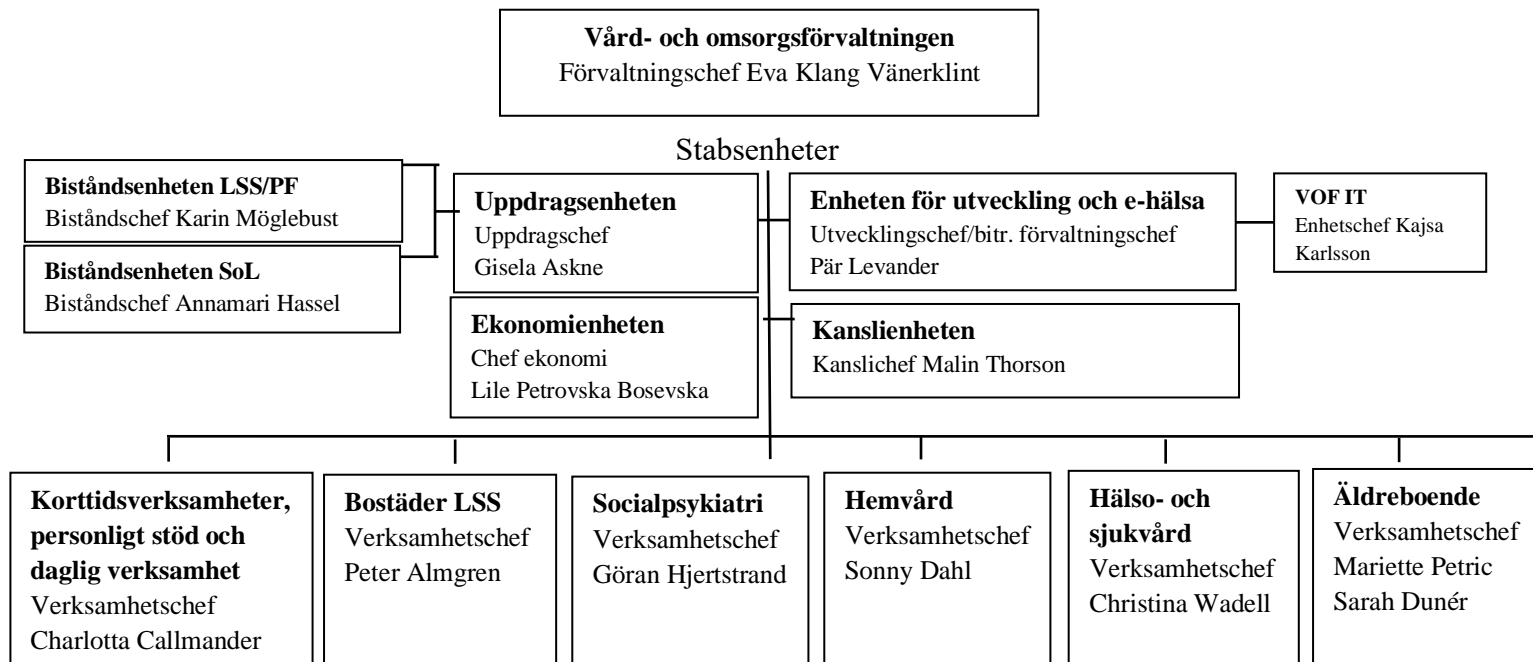 Vård- och omsorgsförvaltningen
Förvaltningschef Eva Klang Vänerklint
Stabsenheter
Biståndsenheten LSS/PF
Biståndschef Karin Möglebust
Biståndsenheten SoL
Biståndschef Annamari Hassel
Uppdragsenheten
Uppdragschef
Gisela Askne
Enheten för utveckling och e-hälsa
Utvecklingschef/bitr. förvaltningschef
Pär Levander
VOF IT
Enhetschef Kajsa
Karlsson
Ekonomienheten
Chef ekonomi
Lile Petrovska Bosevska
Kanslienheten
Kanslichef Malin Thorson
Korttidsverksamheter,
personligt stöd och
daglig verksamhet
Verksamhetschef
Charlotta Callmander
Bostäder LSS
Verksamhetschef
Peter Almgren
Socialpsykiatri
Verksamhetschef
Göran Hjertstrand
Hemvård
Verksamhetschef
Sonny Dahl
Hälso- och
sjukvård
Verksamhetschef
Christina Wadell
Äldreboende
Verksamhetschef
Mariette Petric
Sarah Dunér